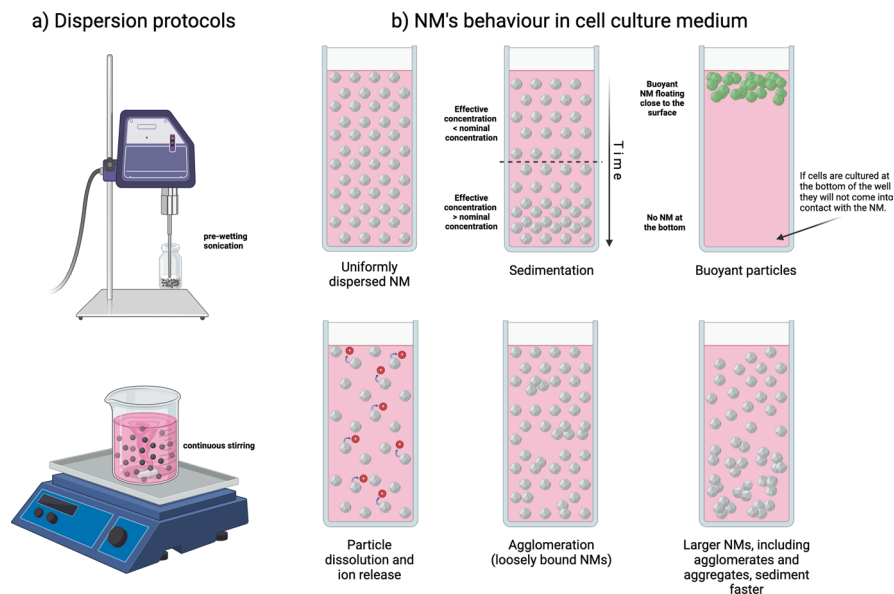 a) Dispersion protocols
pre-wetting
sonication
continuous stirring
b) NM's behaviour in cell culture medium
Uniformly
dispersed NM
Effective
concentration
< nominal
concentration
Effective
concentration
> nominal
concentration
Time
Sedimentation
Buoyant
NM floating
close to the
surface
No NM at
the bottom
If cells are cultured at
the bottom of the well
they will not come into
contact with the NM.
Buoyant particles
+
+
+
+
+
+
+
+
Particle
dissolution and
ion release
Agglomeration
(loosely bound NMs)
Larger NMs, including
agglomerates and
aggregates, sediment
faster